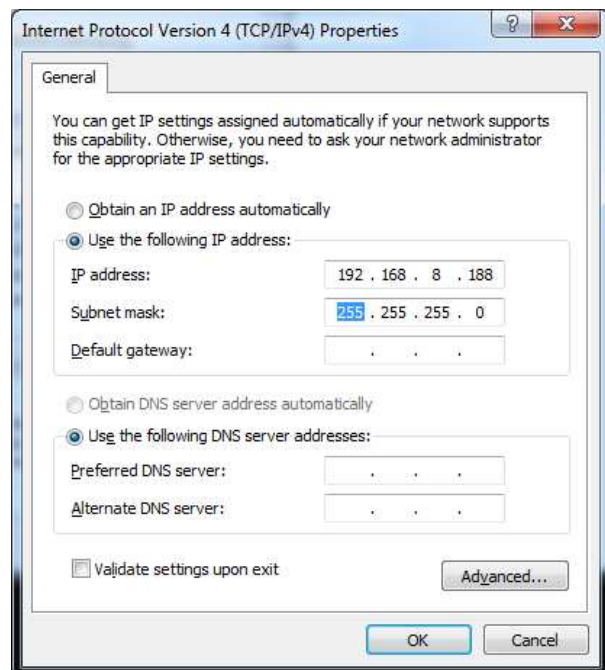 Internet Protocol Version 4 (TCP/IPv4) Properties
General
You can get IP settings assigned automatically if your network supports
this capability. Otherwise, you need to ask your network administrator
for the appropriate IP settings.
Obtain an IP address automatically
Use the following IP address:
IP address: 192 . 168 . 8 . 188
Subnet mask: 255 . 255 . 255 . 0
Default gateway: . . .
Obtain DNS server address automatically
Use the following DNS server addresses:
Preferred DNS server: . . .
Alternate DNS server: . . .
Validate settings upon exit
Advanced...
OK Cancel